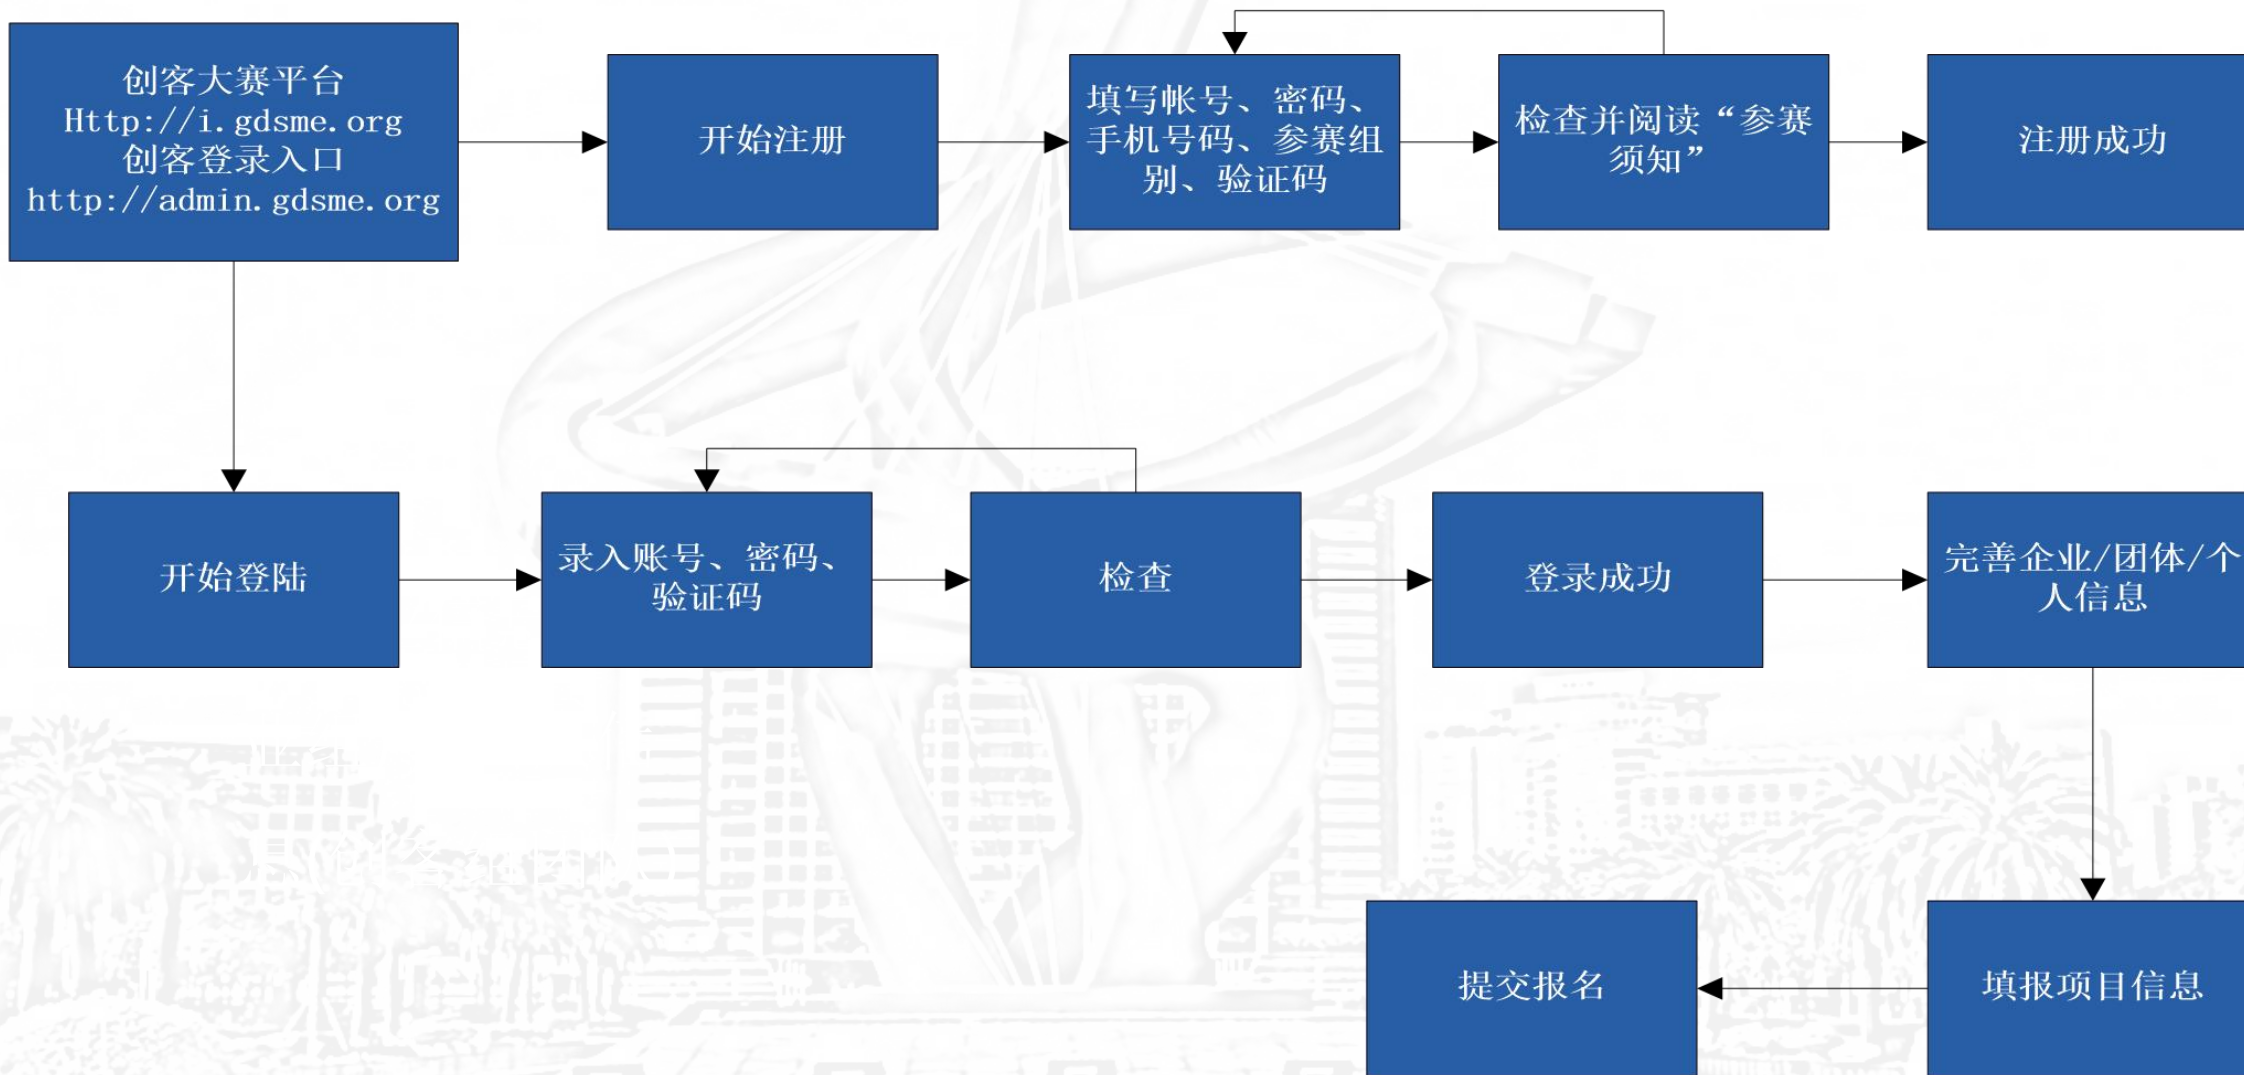 创客大赛平台
Http://i.gdsme.org
创客登录入口
http://admin.gdsme.org
开始注册
填写帐号、密码、
手机号码、参赛组
别、验证码
检查并阅读“参赛
须知”
注册成功
开始登陆
录入账号、密码、
验证码
检查
登录成功
完善企业/团体/个
人信息
提交报名
填报项目信息